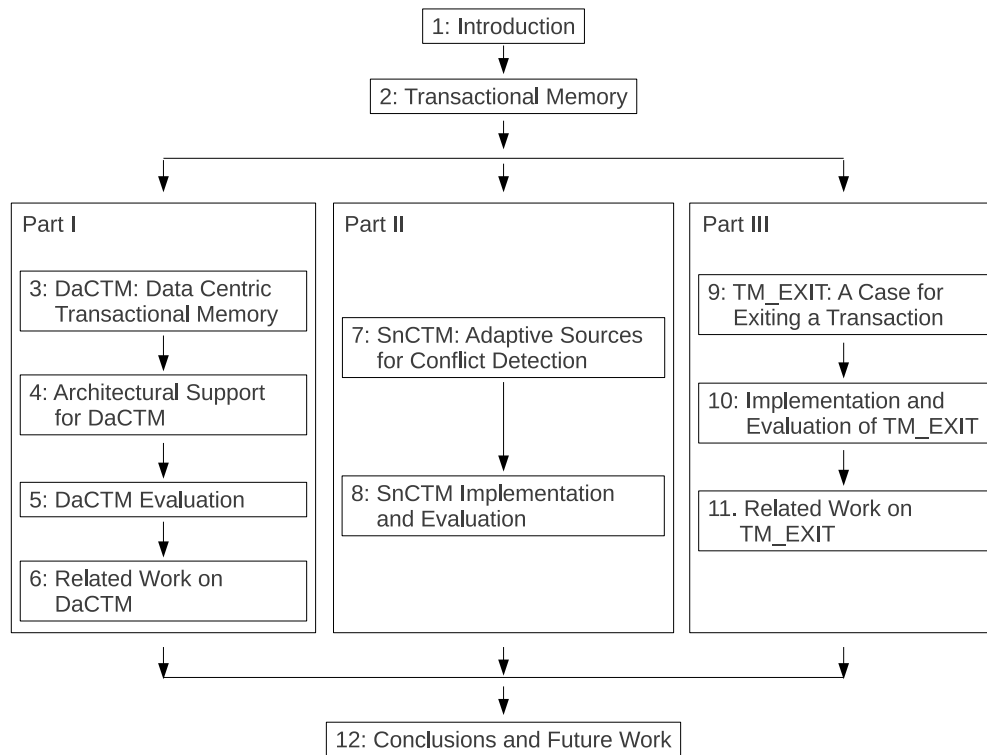 1: Introduction
2: Transactional Memory
Part I
3: DaCTM: Data Centric
Transactional Memory
4: Architectural Support
for DaCTM
5: DaCTM Evaluation
6: Related Work on
DaCTM
Part II
7: SnCTM: Adaptive Sources
for Conflict Detection
8: SnCTM Implementation
and Evaluation
Part III
9: TM_EXIT: A Case for
Exiting a Transaction
10: Implementation and
Evaluation of TM_EXIT
11. Related Work on
TM_EXIT
12: Conclusions and Future Work